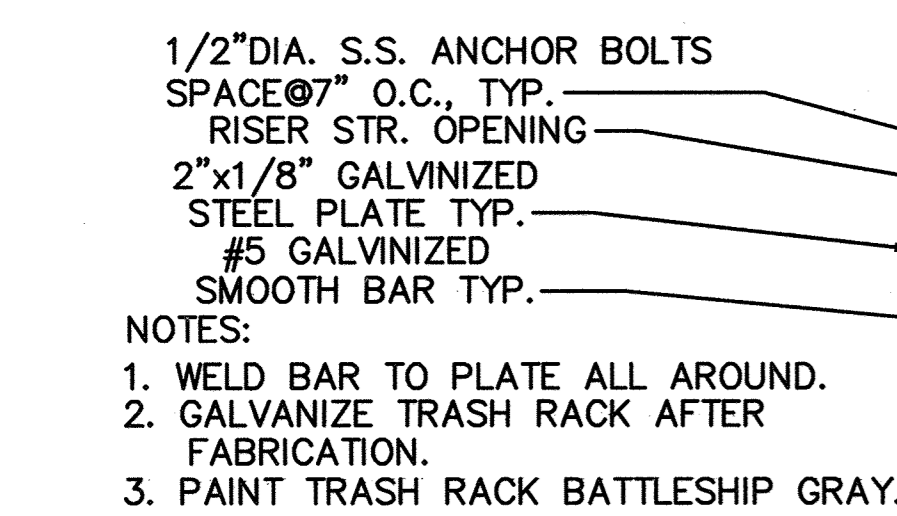 1/2"DIA. S.S. ANCHOR BOLTS
SPACE@7" O.C., TYP.
RISER STR. OPENING
2"x1/8" GALVINIZED
STEEL PLATE TYP.
#5 GALVINIZED
SMOOTH BAR TYP.
NOTES:
1. WELD BAR TO PLATE ALL AROUND.
2. GALVANIZE TRASH RACK AFTER
FABRICATION.
3. PAINT TRASH RACK BATTLESHIP GRAY.